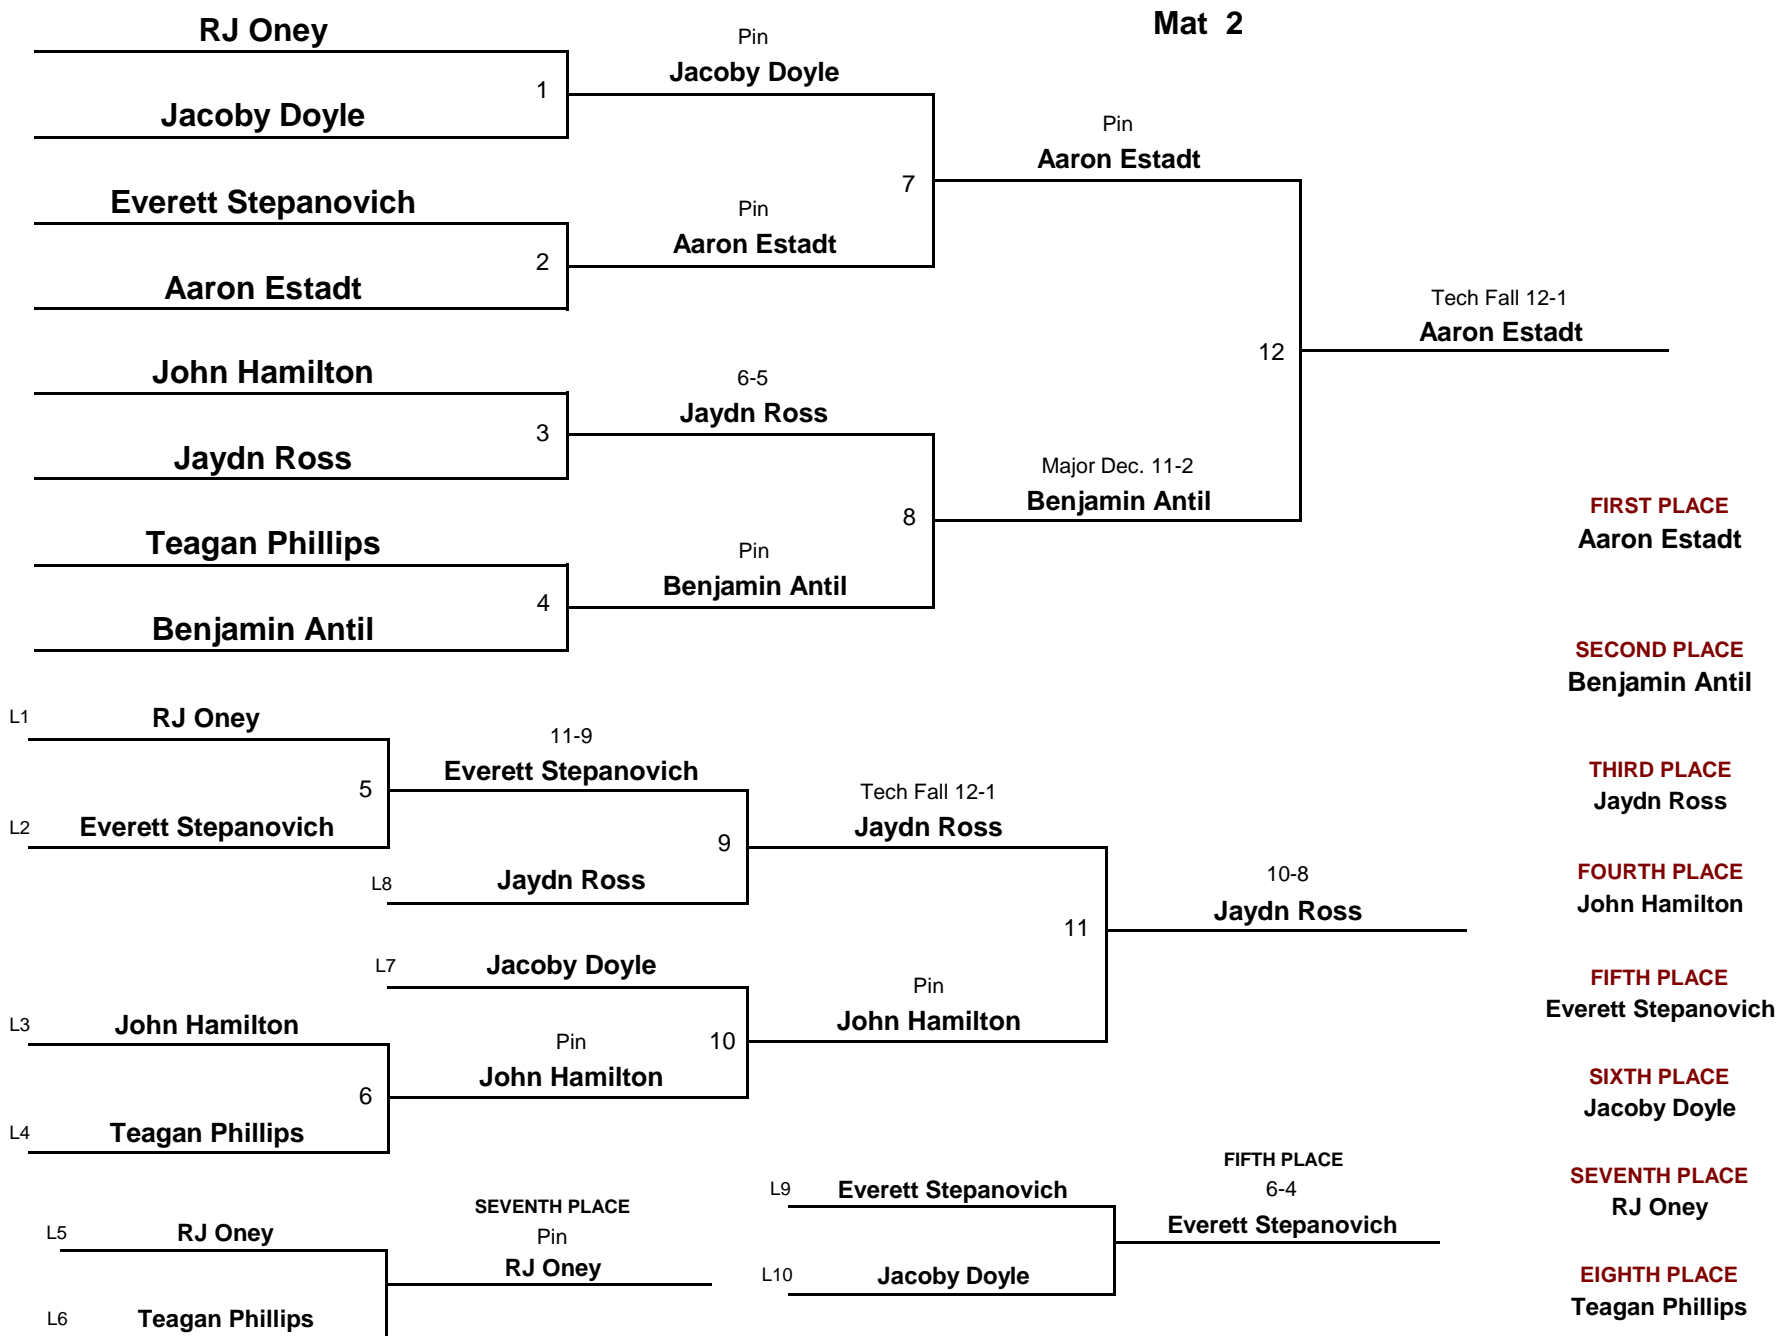 Mat 2
RJ Oney
Pin
Jacoby Doyle
1
Jacoby Doyle
Pin
Aaron Estadt
7
Everett Stepanovich
Pin
Aaron Estadt
2
Aaron Estadt
Tech Fall 12-1
Aaron Estadt
12
John Hamilton
6-5
Jaydn Ross
3
Jaydn Ross
Major Dec. 11-2
Benjamin Antil
8
Teagan Phillips
Pin
Benjamin Antil
4
Benjamin Antil
FIRST PLACE
Aaron Estadt
SECOND PLACE
Benjamin Antil
THIRD PLACE
Jaydn Ross
FOURTH PLACE
John Hamilton
FIFTH PLACE
Everett Stepanovich
SIXTH PLACE
Jacoby Doyle
SEVENTH PLACE
RJ Oney
EIGHTH PLACE
Teagan Phillips
L1 RJ Oney
11-9
Everett Stepanovich
5
L2 Everett Stepanovich
Tech Fall 12-1
Jaydn Ross
9
L8 Jaydn Ross
10-8
Jaydn Ross
11
L7 Jacoby Doyle
Pin
John Hamilton
L3 John Hamilton
Pin
John Hamilton
10
6
L4 Teagan Phillips
FIFTH PLACE
6-4
Everett Stepanovich
L9 Everett Stepanovich
L10 Jacoby Doyle
SEVENTH PLACE
Pin
RJ Oney
L5 RJ Oney
L6 Teagan Phillips